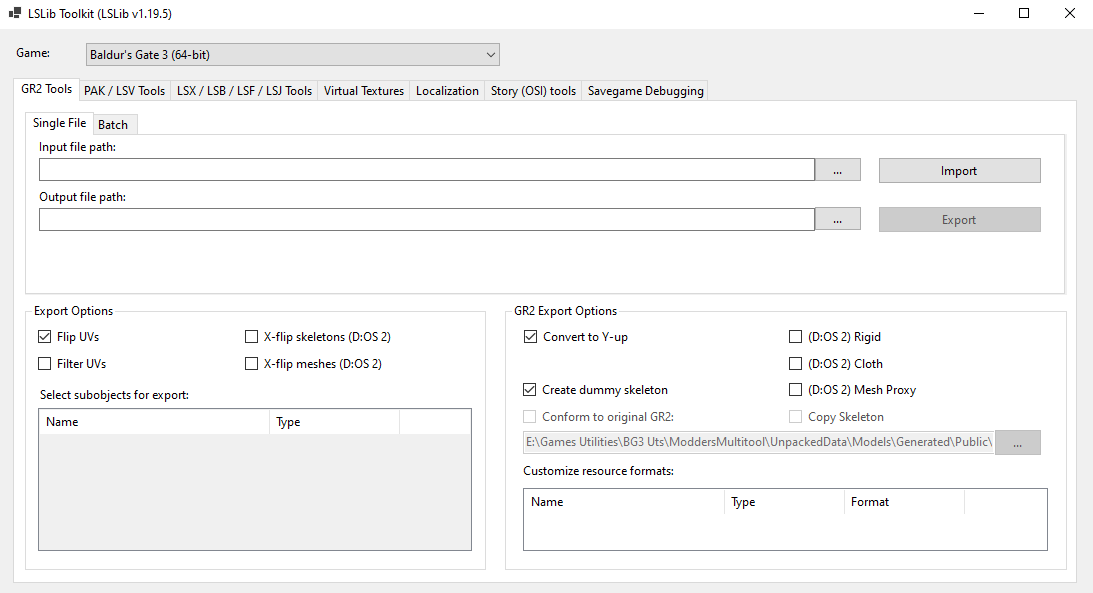 LSLib Toolkit (LSLib v1.19.5)
Game: Baldur's Gate 3 (64-bit)
GR2 Tools PAK / LSV Tools LSX / LSB / LSF / LSJ Tools Virtual Textures Localization Story (OSI) tools Savegame Debugging
Single File Batch
Input file path:
... Import
Output file path:
... Export
Export Options
Flip UVs X-flip skeletons (D:OS 2)
Filter UVs X-flip meshes (D:OS 2)
Select subobjects for export:
Name Type
GR2 Export Options
Convert to Y-up (D:OS 2) Rigid
(D:OS 2) Cloth
Create dummy skeleton (D:OS 2) Mesh Proxy
Conform to original GR2: Copy Skeleton
E:\Games Utilities\BG3 Uts\ModdersMultitool\UnpackedData\Models\Generated\Public\ ...
Customize resource formats:
Name Type Format